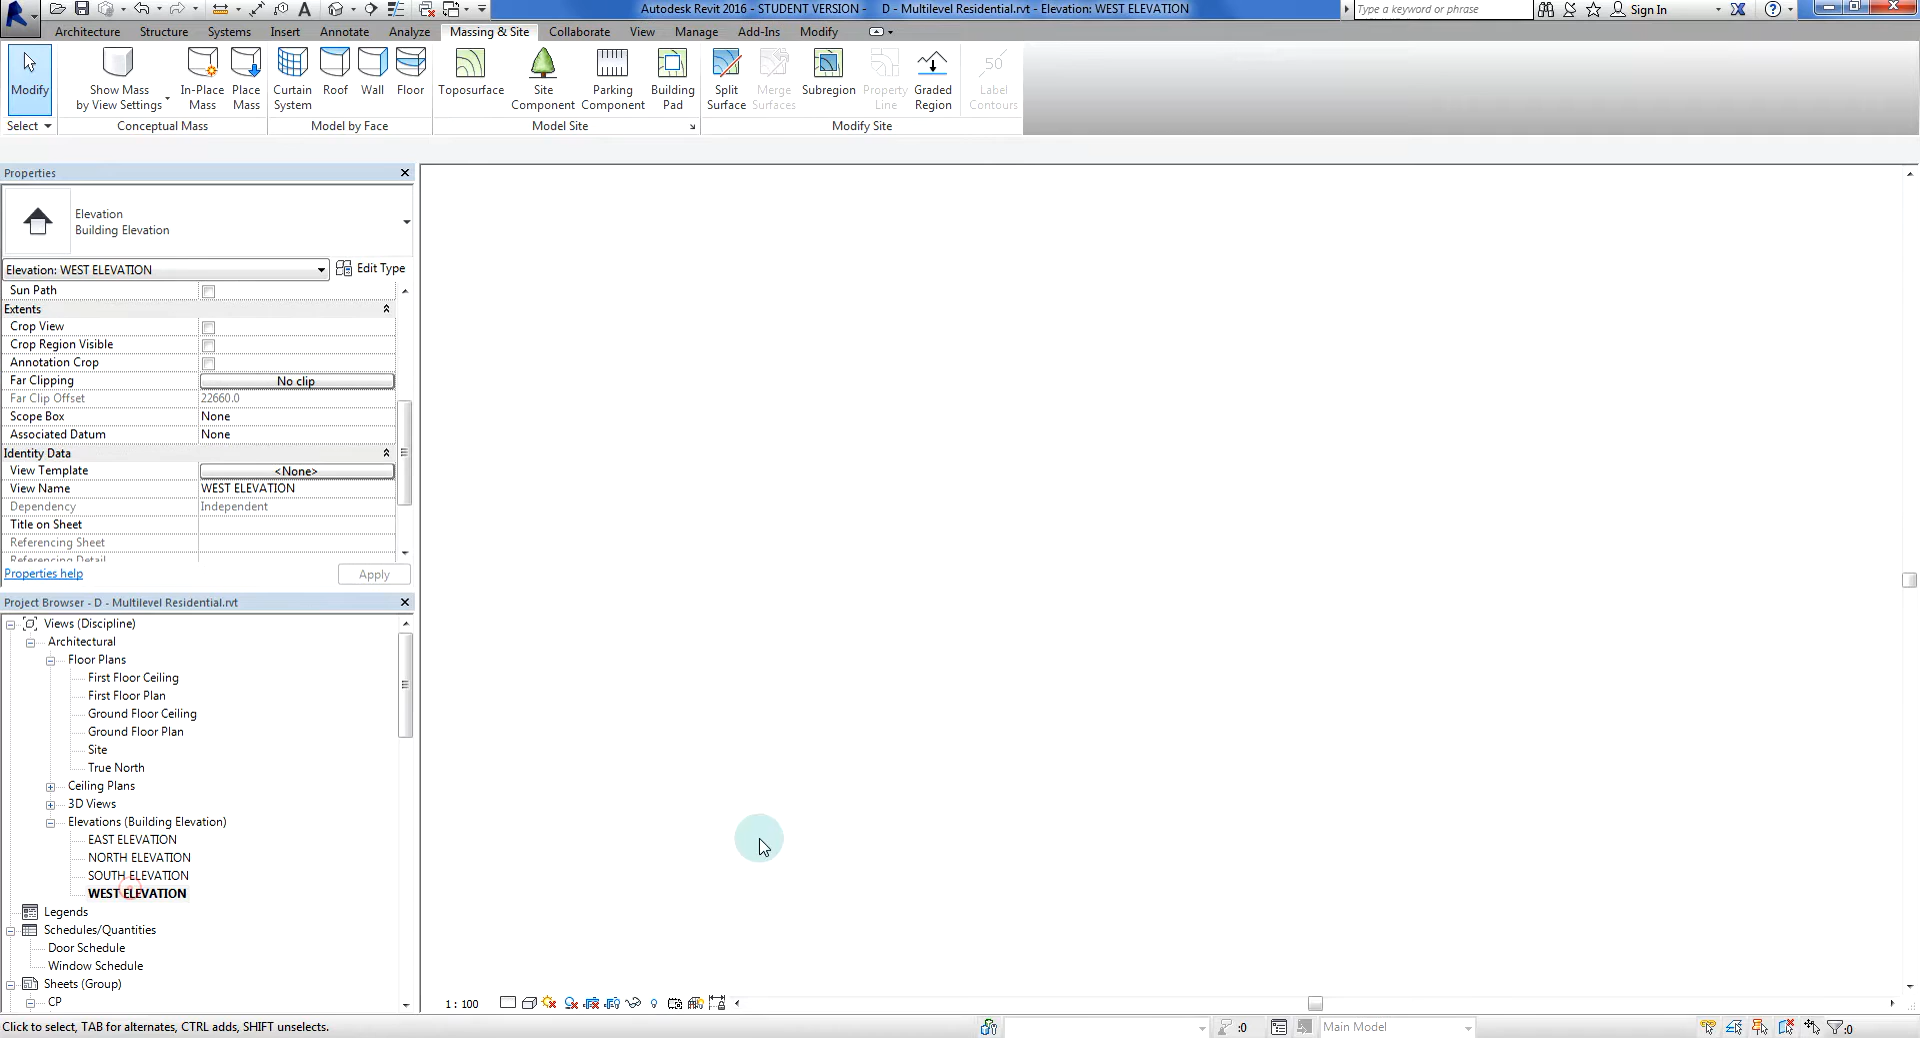 Autodesk Revit 2016 - STUDENT VERSION - D - Multilevel Residential.rvt - Elevation: WEST ELEVATION
Type a keyword or phrase
Sign In
Architecture Structure Systems Insert Annotate Analyze Massing & Site Collaborate View Manage Add-Ins Modify
Modify
Show Mass
by View Settings
In-Place
Mass
Place
Mass
Curtain
System
Roof
Wall
Floor
Toposurface
Site
Component
Parking
Component
Building
Pad
Split
Surface
Merge
Surfaces
Subregion
Property
Line
Graded
Region
50
Label
Contours
Select
Conceptual Mass
Model by Face
Model Site
Modify Site
Properties
Elevation
Building Elevation
Elevation: WEST ELEVATION
Edit Type
Sun Path
Extents
Crop View
Crop Region Visible
Annotation Crop
Far Clipping No clip
Far Clip Offset 22660.0
Scope Box None
Associated Datum None
Identity Data
View Template <None>
View Name WEST ELEVATION
Dependency Independent
Title on Sheet
Referencing Sheet
Referencing Detail
Properties help
Apply
Project Browser - D - Multilevel Residential.rvt
Views (Discipline)
Architectural
Floor Plans
First Floor Ceiling
First Floor Plan
Ground Floor Ceiling
Ground Floor Plan
Site
True North
Ceiling Plans
3D Views
Elevations (Building Elevation)
EAST ELEVATION
NORTH ELEVATION
SOUTH ELEVATION
WEST ELEVATION
Legends
Schedules/Quantities
Door Schedule
Window Schedule
Sheets (Group)
CP
1 : 100
Click to select, TAB for alternates, CTRL adds, SHIFT unselects.
:0
Main Model
:0